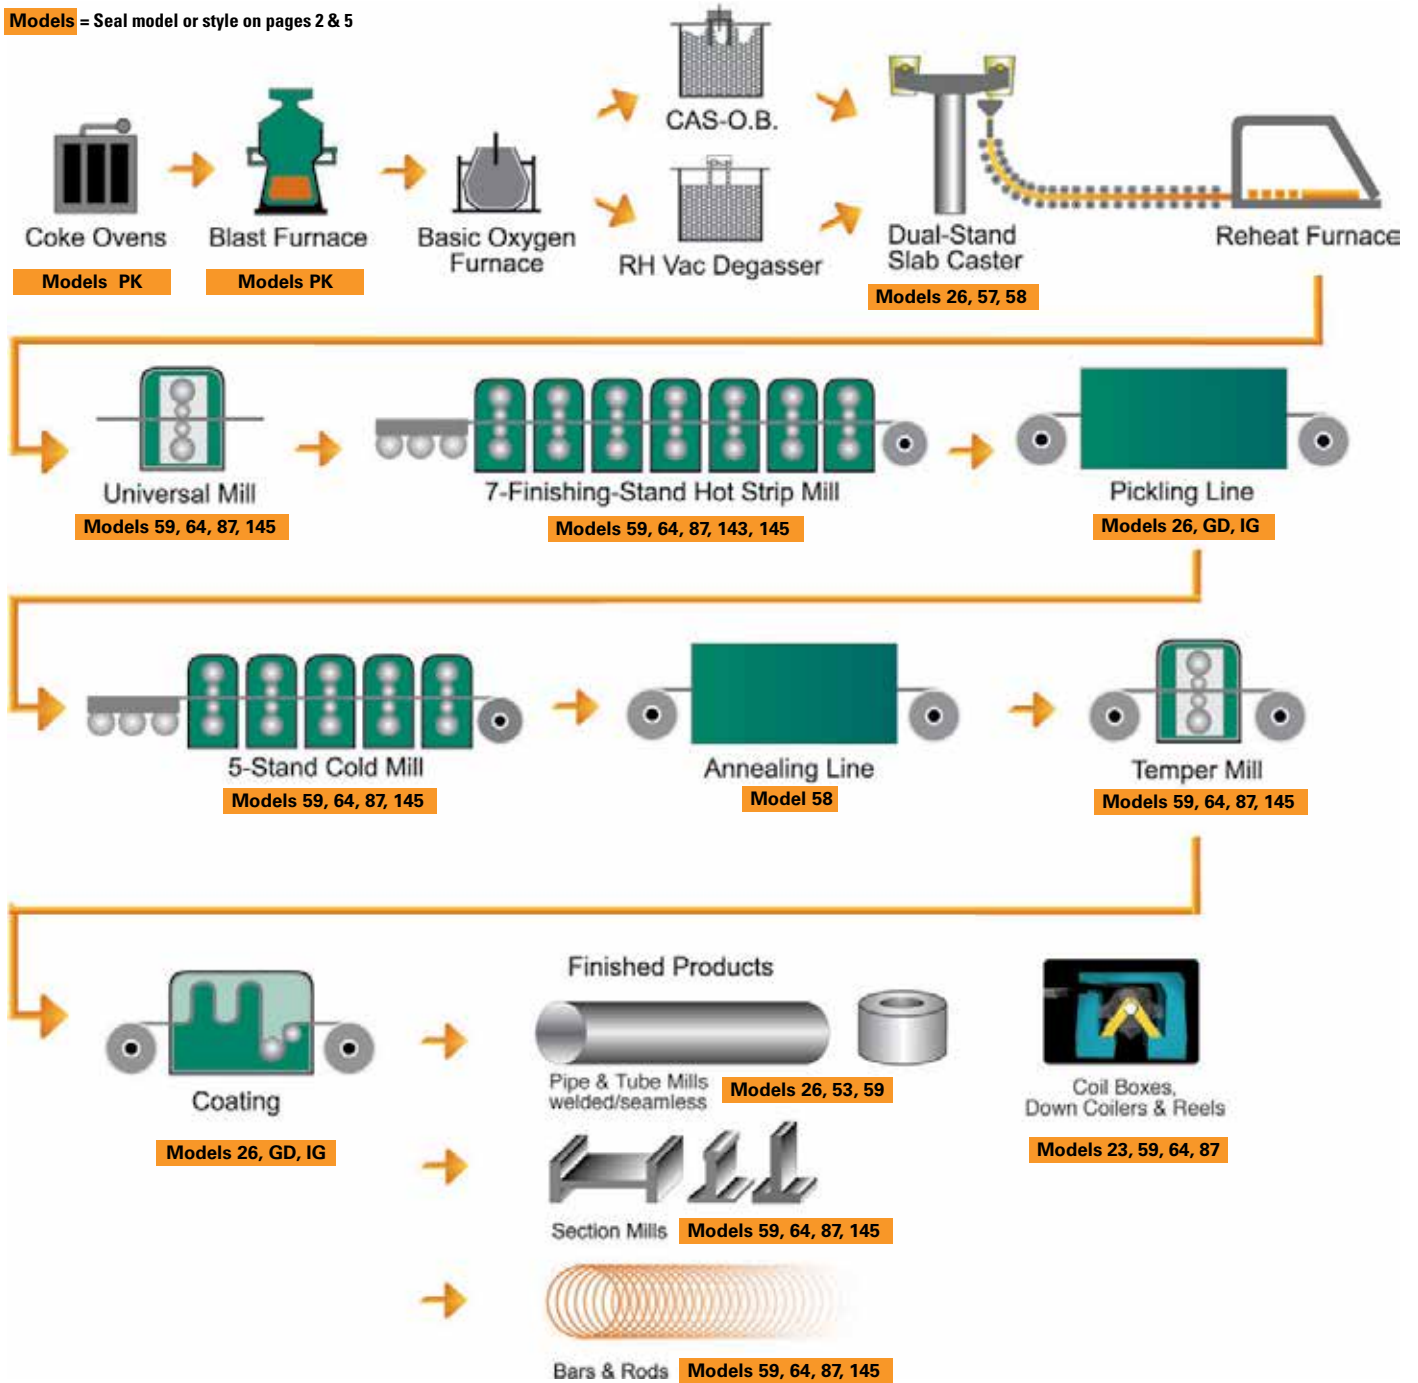 Models = Seal model or style on pages 2 & 5
CAS-O.B.
Coke Ovens
Blast Furnace
Basic Oxygen
Furnace
RH Vac Degasser
Dual-Stand
Slab Caster
Reheat Furnace
Models PK
Models PK
Models 26, 57, 58
Universal Mill
7-Finishing-Stand Hot Strip Mill
Pickling Line
Models 59, 64, 87, 145
Models 59, 64, 87, 143, 145
Models 26, GD, IG
5-Stand Cold Mill
Annealing Line
Temper Mill
Models 59, 64, 87, 145
Model 58
Models 59, 64, 87, 145
Finished Products
Coating
Models 26, GD, IG
Pipe & Tube Mills
welded/seamless
Models 26, 53, 59
Coil Boxes,
Down Coilers & Reels
Models 23, 59, 64, 87
Section Mills
Models 59, 64, 87, 145
Bars & Rods
Models 59, 64, 87, 145